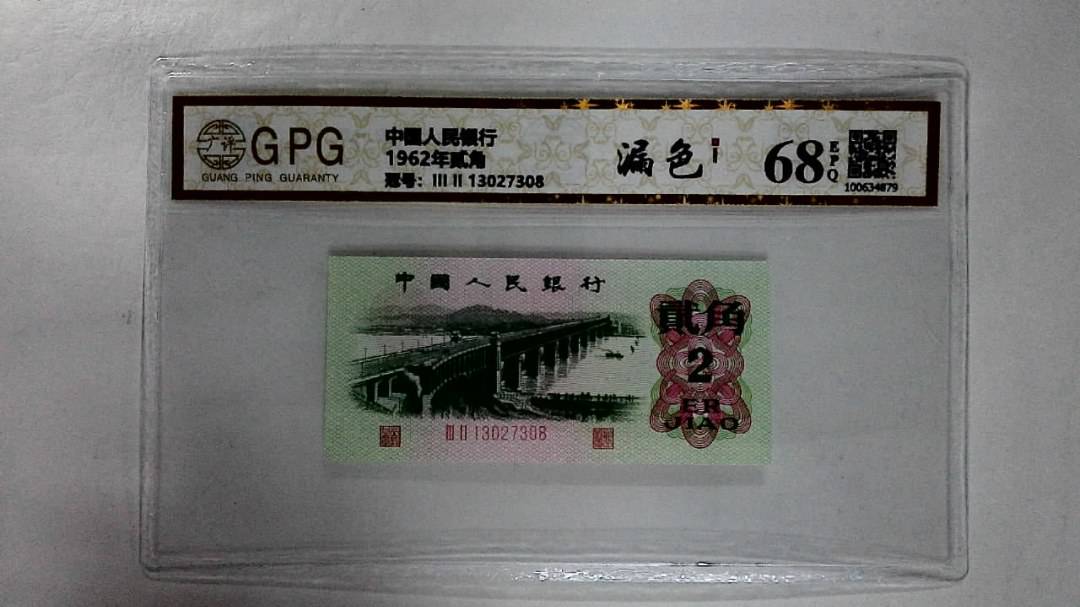 GPG
GUANG PING GUARANTY
中國人民银行
1962年贰角
冠号: III II 13027308
漏色
68
EPQ
100634879
中國人民銀行
貳角
2
ER
JIAO
III II 13027308